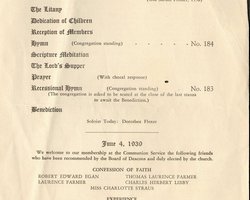 The Litany
Dedication of Children
Reception of Members
Hymn (Congregation standing) - - - - No. 184
Scripture Meditation
The Lord's Supper
Prayer (With choral response)
Recessional Hymn (Congregation standing) - - - No. 183
(The congregation is asked to be seated at the close of the last stanza
to await the Benediction.)
Benediction
Soloist Today: Dorothea Flexer
June 4, 1939
We welcome to our membership at the Communion Service the following friends
who have been recommended by the Board of Deacons and duly elected by the church.
CONFESSION OF FAITH
ROBERT EDWARD EGAN THOMAS LAURENCE FARMER
LAURENCE FARMER CHARLES HERBERT LIBBY
MISS CHARLOTTE STRAUS
EXPERIENCE